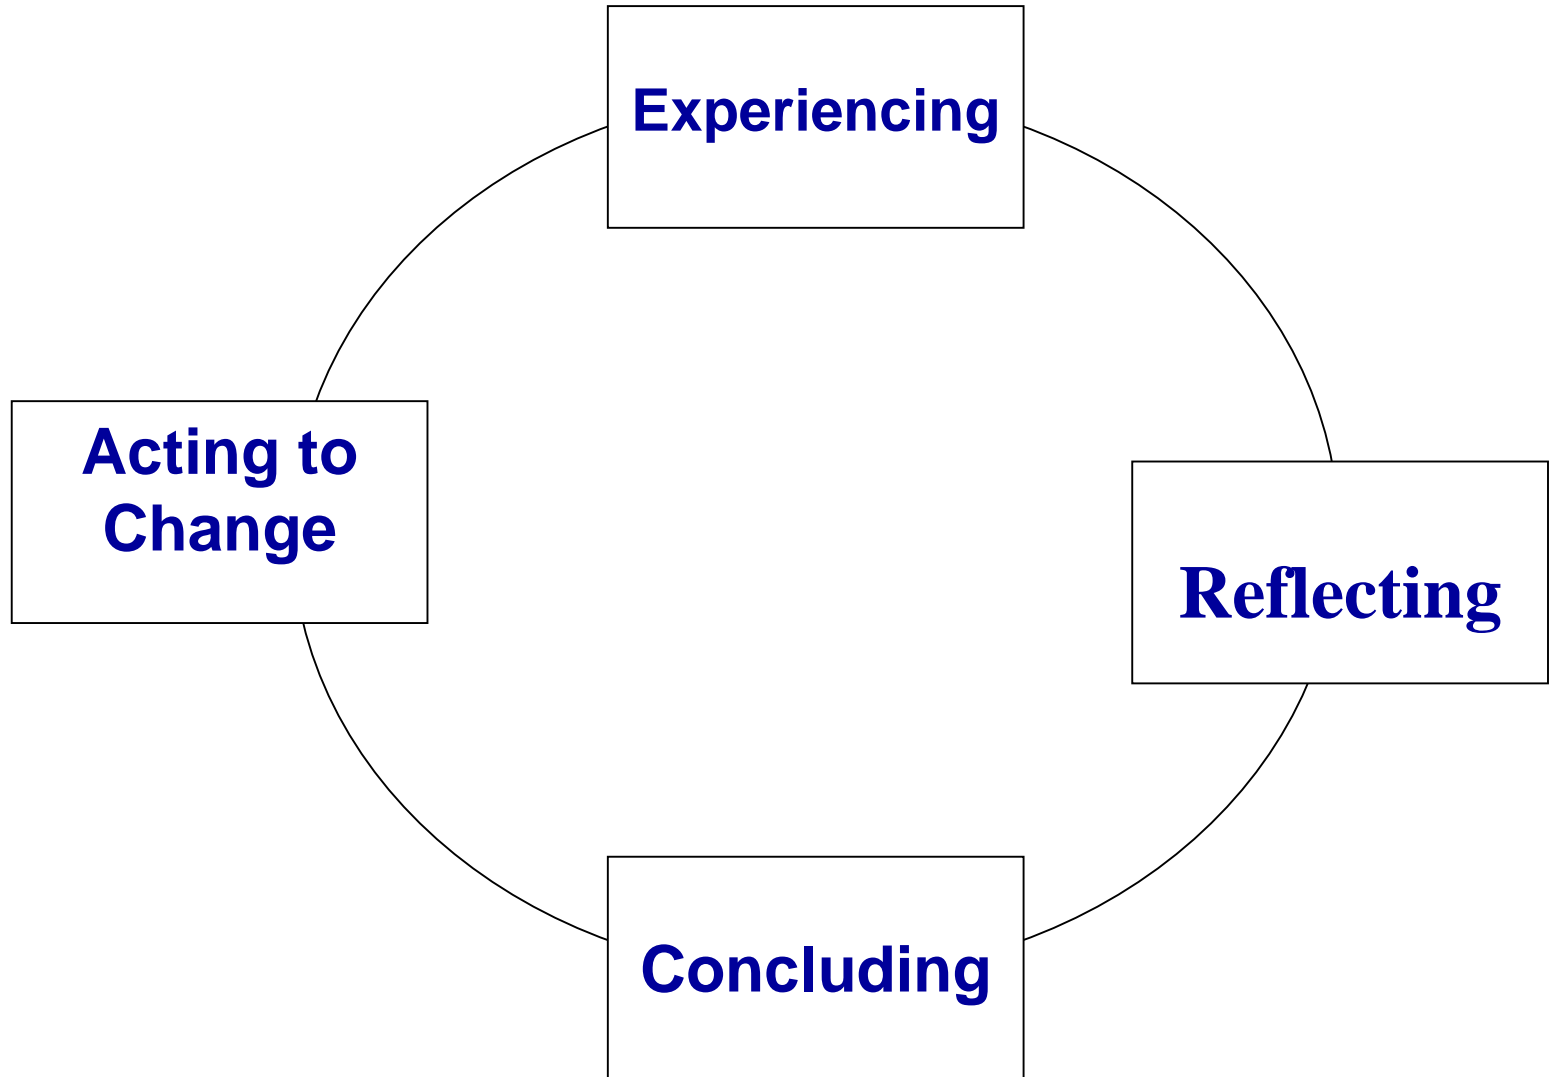 Experiencing
Acting to
Change
Reflecting
Concluding